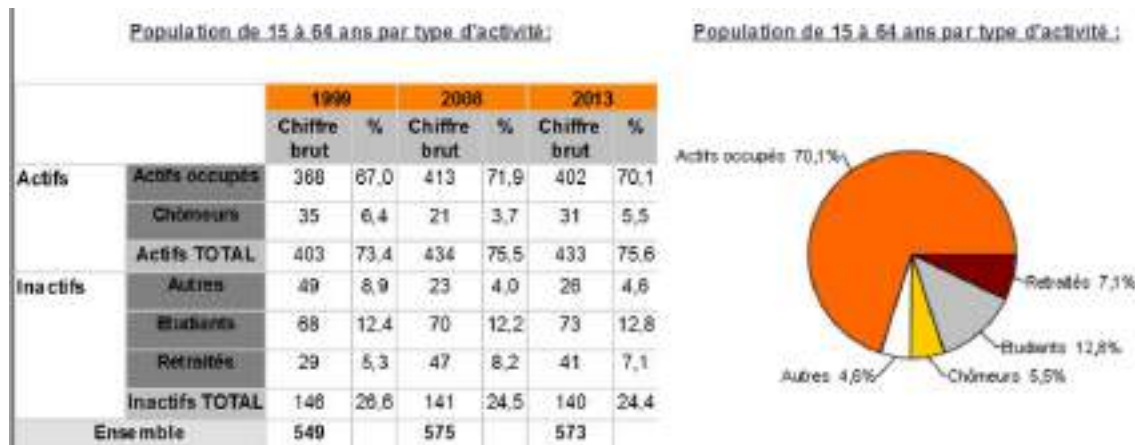 Population de 15 à 64 ans par type d'activité :
Population de 15 à 64 ans par type d'activité :
1999 2008 2013
Chiffre brut % Chiffre brut % Chiffre brut %
Actifs Actifs occupés 368 67,0 413 71,9 402 70,1
Chômeurs 35 6,4 21 3,7 31 5,5
Actifs TOTAL 403 73,4 434 75,5 433 75,6
Inactifs Autres 49 8,9 23 4,0 26 4,6
Etudiants 68 12,4 70 12,2 73 12,8
Retraités 29 5,3 47 8,2 41 7,1
Inactifs TOTAL 146 26,6 141 24,5 140 24,4
Ensemble 549 575 573
Actifs occupés 70,1%
Retraités 7,1%
Etudiants 12,8%
Chômeurs 5,5%
Autres 4,6%